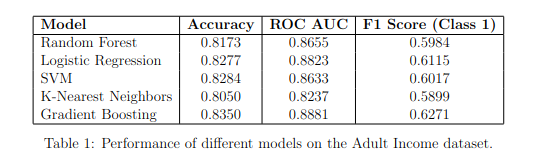 Model Accuracy ROC AUC F1 Score (Class 1)
Random Forest 0.8173 0.8655 0.5984
Logistic Regression 0.8277 0.8823 0.6115
SVM 0.8284 0.8633 0.6017
K-Nearest Neighbors 0.8050 0.8237 0.5899
Gradient Boosting 0.8350 0.8881 0.6271
Table 1: Performance of different models on the Adult Income dataset.